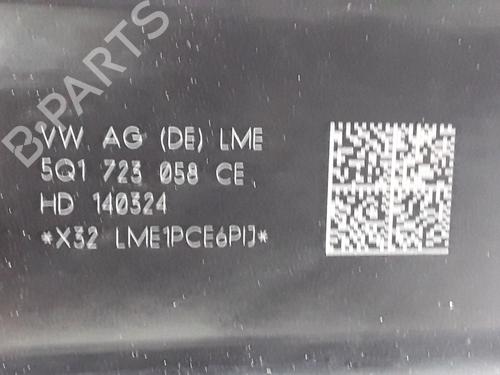 B-PARTS
VW AG (DE) LME
5Q1 723 058 CE
HD 140324
*X32 LME1PCE6PIJ*